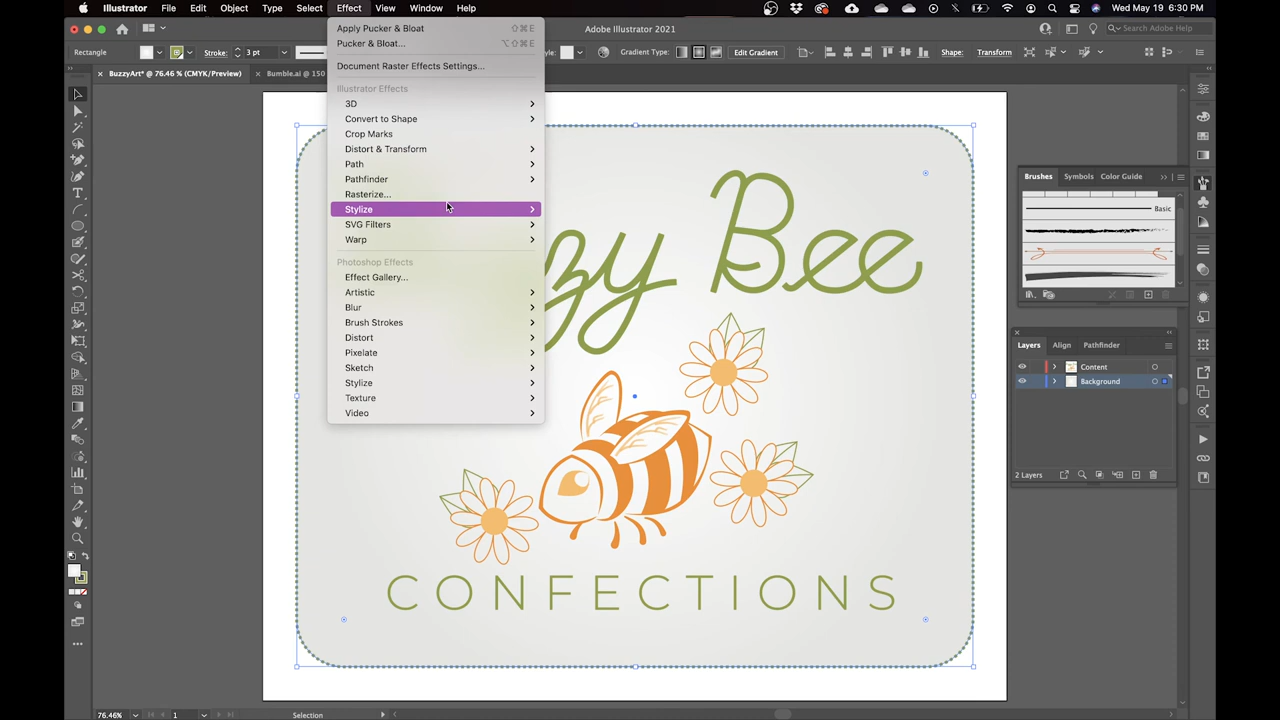 Illustrator File Edit Object Type Select Effect View Window Help
Wed May 19 6:30 PM
Adobe Illustrator 2021
Search Adobe Help
Rectangle
Stroke:
3 pt
Gradient Type:
Edit Gradient
Shape:
Transform
BuzzyArt* @ 76.46 % (CMYK/Preview)
Bumble.ai @ 150
Apply Pucker & Bloat ⇧⌘E
Pucker & Bloat... ⌥⇧⌘E
Document Raster Effects Settings...
Illustrator Effects
3D
Convert to Shape
Crop Marks
Distort & Transform
Path
Pathfinder
Rasterize...
Stylize
SVG Filters
Warp
Photoshop Effects
Effect Gallery...
Artistic
Blur
Brush Strokes
Distort
Pixelate
Sketch
Stylize
Texture
Video
zy Bee
CONFECTIONS
Brushes Symbols Color Guide
Basic
Layers Align Pathfinder
Content
Background
2 Layers
76.46%
1
Selection